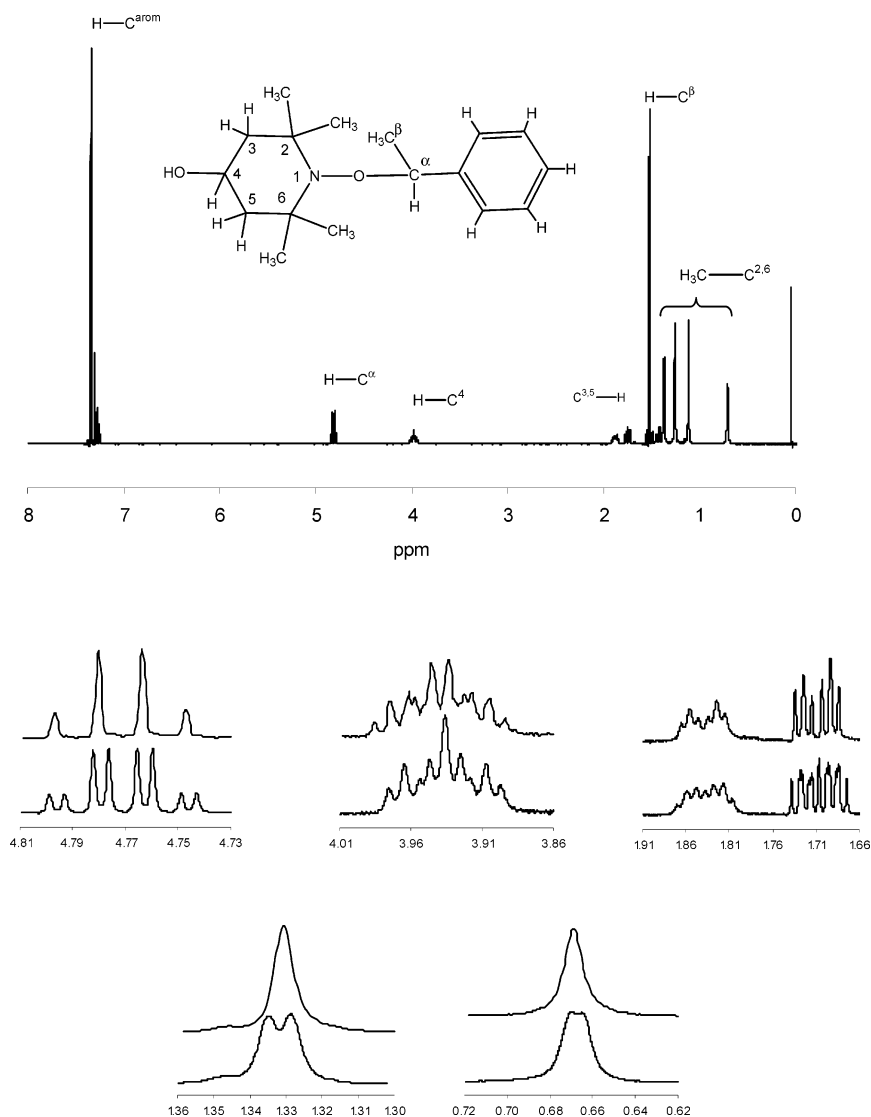 H—C^arom
H—C^β
H₃C—C^2,6
H—C^α
H—C^4
C^3,5—H
H₃C
H
H
CH₃
3
2
HO
4
1
N
O
5
6
H
H
H
CH₃
H₃C
H₃C^β
α
C
H
H
H
H
H
H
8 7 6 5 4 3 2 1 0
ppm
4.81 4.79 4.77 4.75 4.73
4.01 3.96 3.91 3.86
1.91 1.86 1.81 1.76 1.71 1.66
1.36 1.35 1.34 1.33 1.32 1.31 1.30
0.72 0.70 0.68 0.66 0.64 0.62